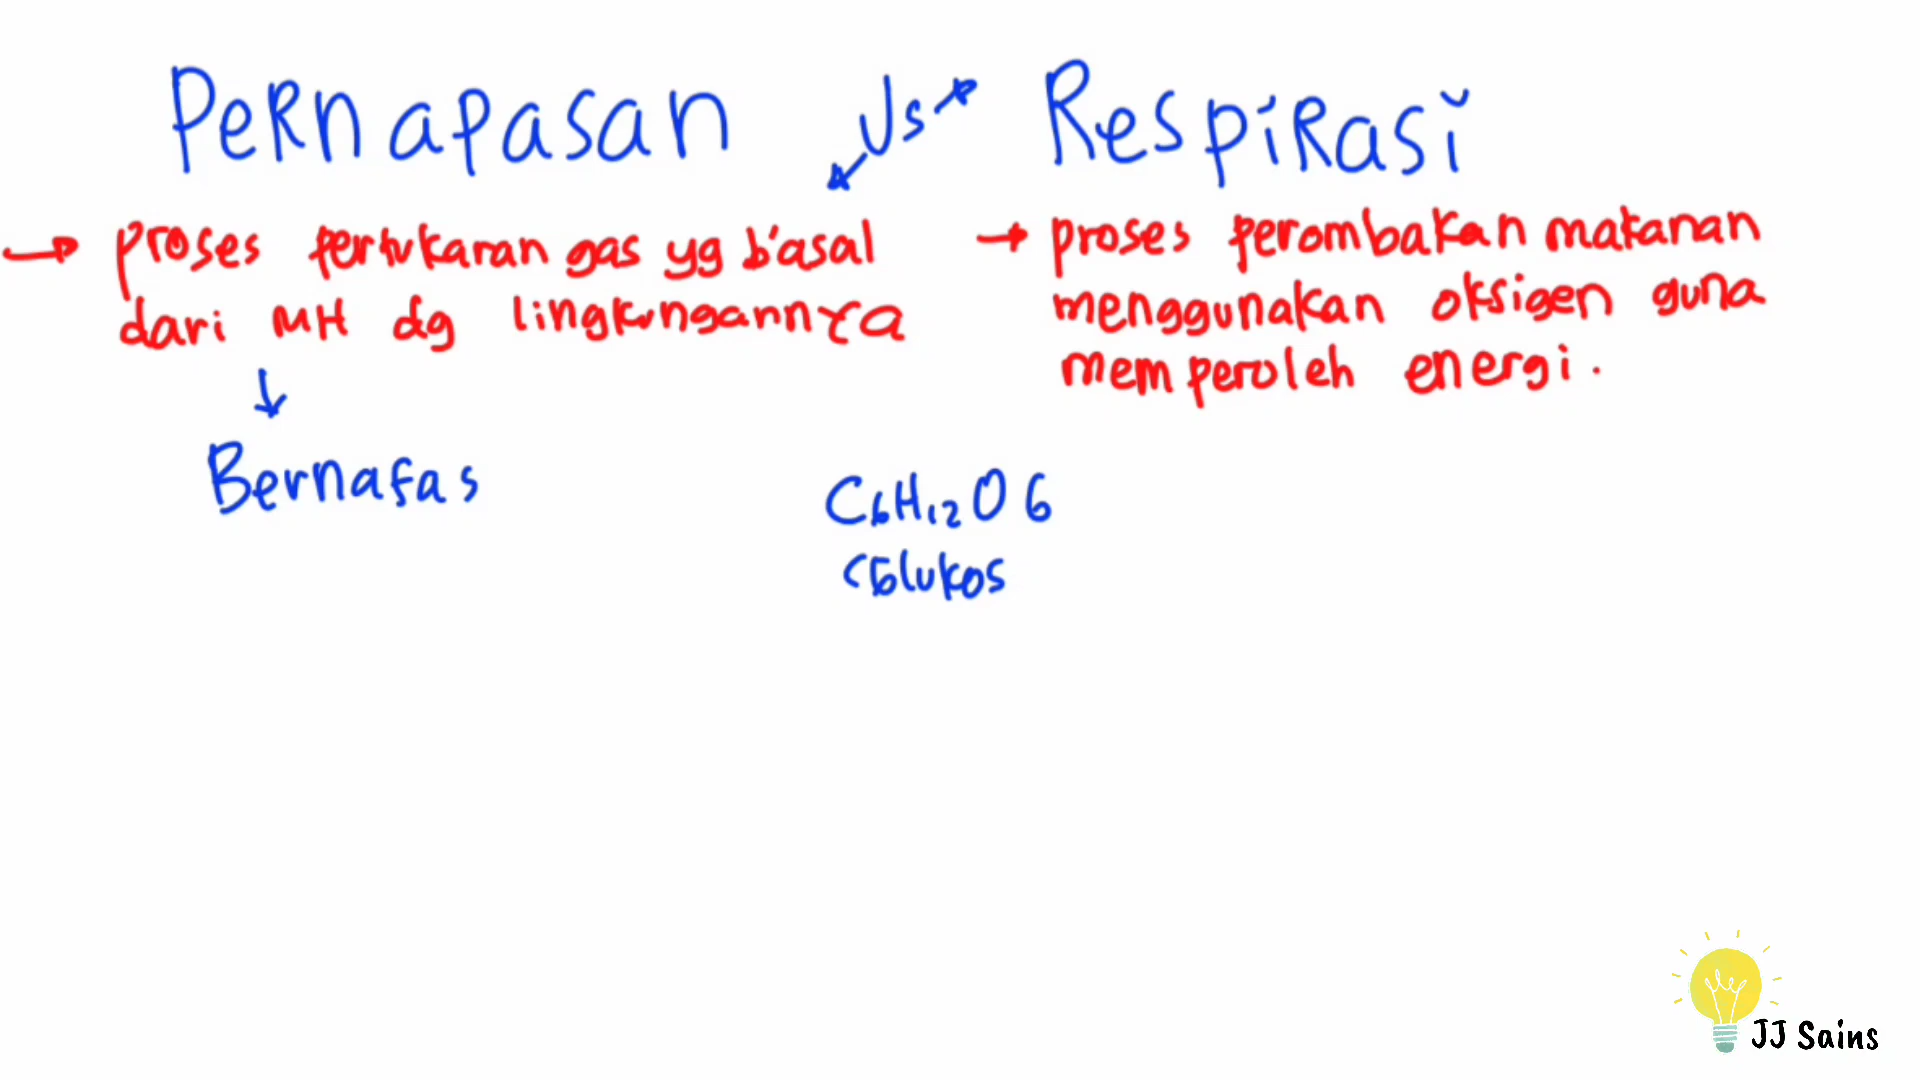 Pernapasan Vs Respirasi
→ proses pertukaran gas yg b'asal
dari MH dg lingkungannya
→ proses perombakan makanan
menggunakan oksigen guna
memperoleh energi.
↓
Bernafas
C6H12O6
(Glukos
JJ Sains